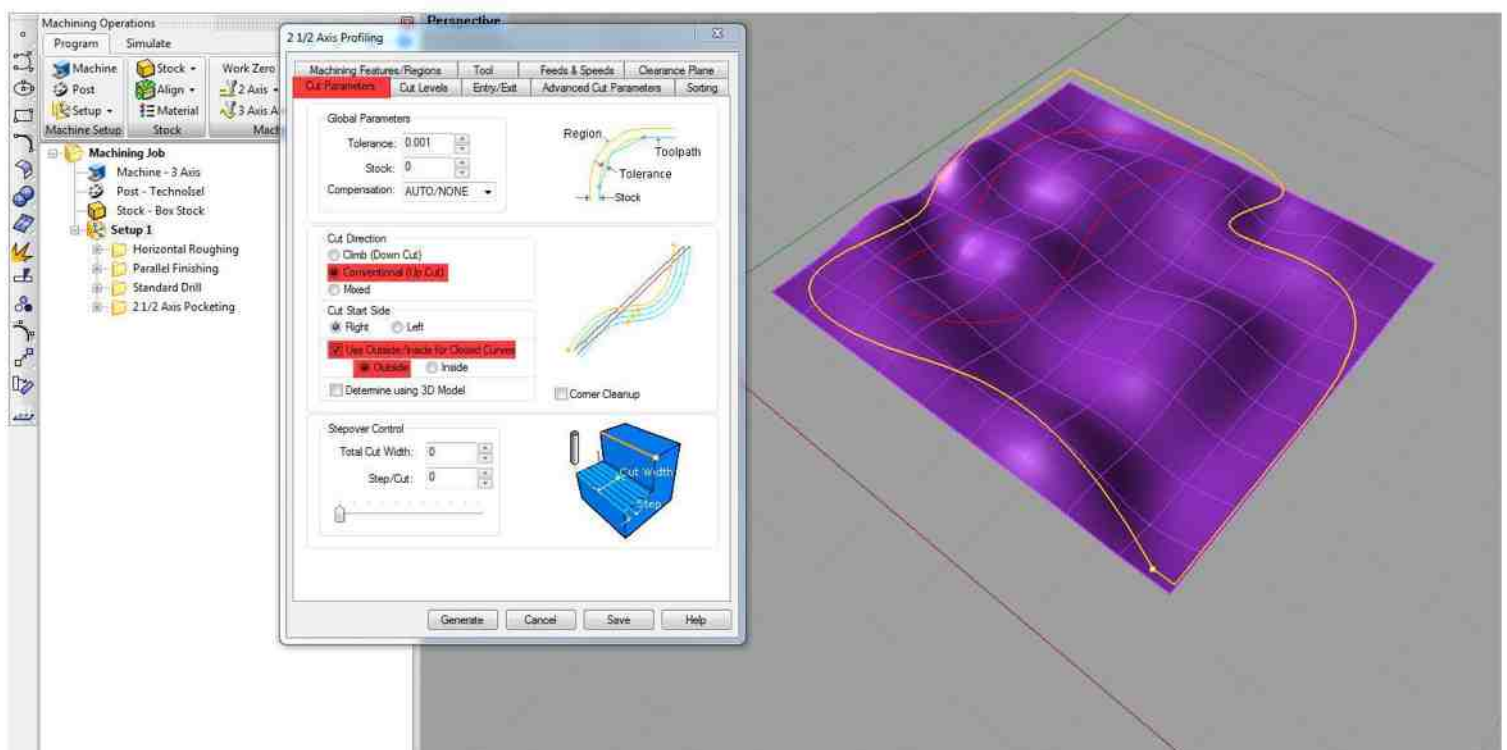 Machining Operations
Program Simulate
Machine
Post
Setup
Machine Setup
Stock
Align
Material
Stock
Work Zero
2 Axis
3 Axis A
Mach
Machining Job
Machine - 3 Axis
Post - TechnoIsel
Stock - Box Stock
Setup 1
Horizontal Roughing
Parallel Finishing
Standard Drill
2 1/2 Axis Pocketing
Perspective
2 1/2 Axis Profiling
Machining Features/Regions Tool Feeds & Speeds Clearance Plane
Cut Parameters Cut Levels Entry/Exit Advanced Cut Parameters Sorting
Global Parameters
Tolerance: 0.001
Stock: 0
Compensation: AUTO/NONE
Region
Toolpath
Tolerance
Stock
Cut Direction
Climb (Down Cut)
Conventional (Up Cut)
Mixed
Cut Start Side
Right Left
Use Outside/Inside for Closed Curves
Outside Inside
Determine using 3D Model
Corner Cleanup
Stepover Control
Total Cut Width: 0
Step/Cut: 0
Cut Width
Step
Generate Cancel Save Help